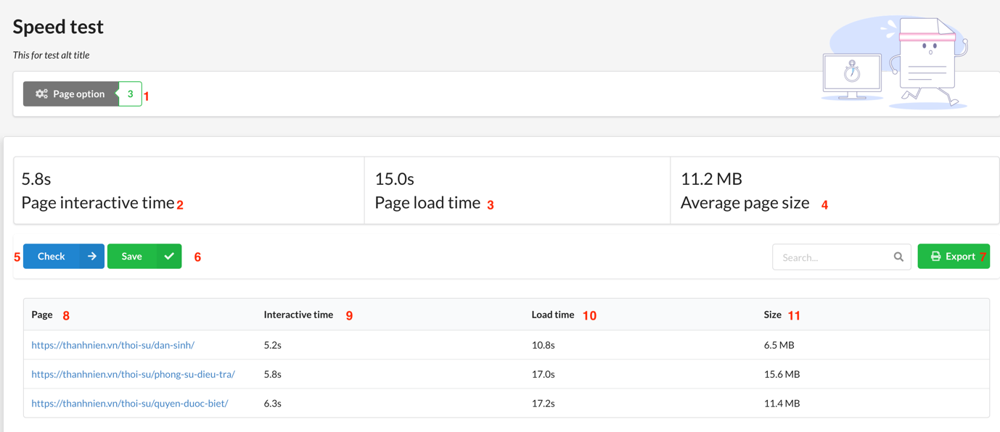 Speed test
This for test alt title
Page option 3 1
5.8s 15.0s 11.2 MB
Page interactive time 2 Page load time 3 Average page size 4
5 Check Save 6 Search... Export 7
Page 8 Interactive time 9 Load time 10 Size 11
https://thanhnien.vn/thoi-su/dan-sinh/ 5.2s 10.8s 6.5 MB
https://thanhnien.vn/thoi-su/phong-su-dieu-tra/ 5.8s 17.0s 15.6 MB
https://thanhnien.vn/thoi-su/quyen-duoc-biet/ 6.3s 17.2s 11.4 MB